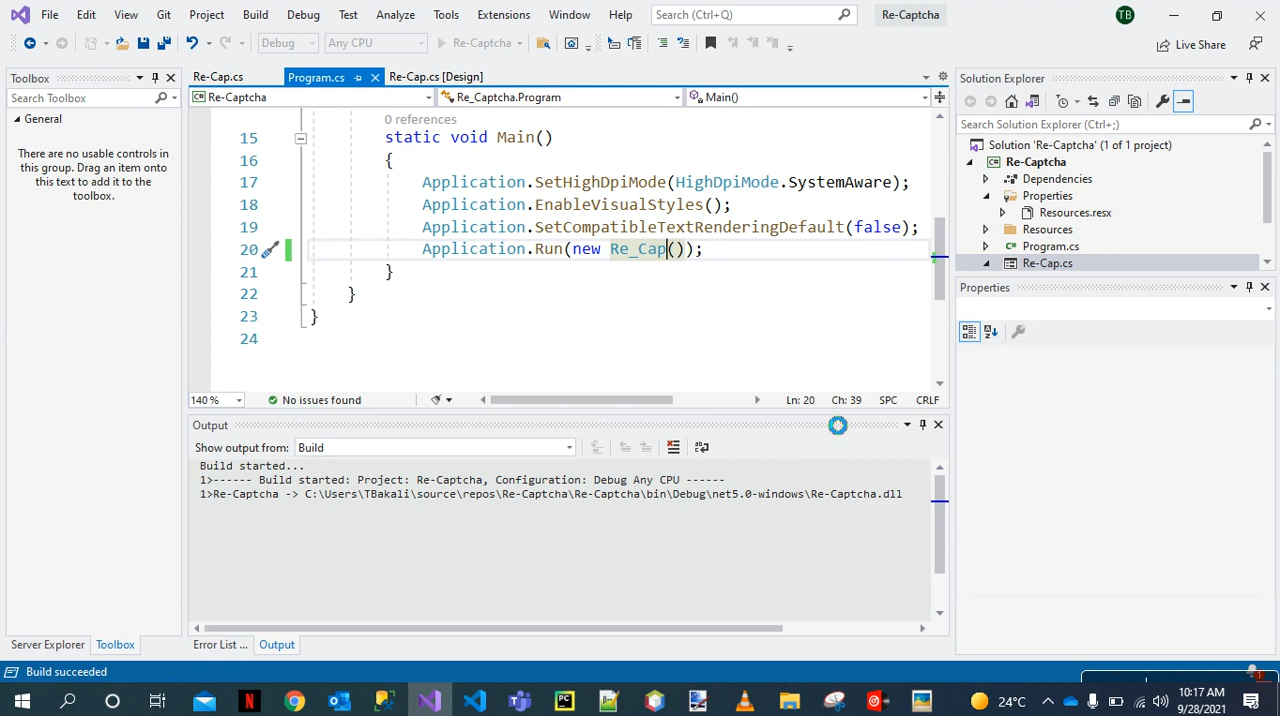 File Edit View Git Project Build Debug Test Analyze Tools Extensions Window Help Search (Ctrl+Q) Re-Captcha TB
Debug Any CPU Re-Captcha Live Share
Toolbox
Search Toolbox
General
There are no usable controls in
this group. Drag an item onto
this text to add it to the
toolbox.
Server Explorer Toolbox
Re-Cap.cs Program.cs Re-Cap.cs [Design]
Re-Captcha Re_Captcha.Program Main()
0 references
15 static void Main()
16 {
17 Application.SetHighDpiMode(HighDpiMode.SystemAware);
18 Application.EnableVisualStyles();
19 Application.SetCompatibleTextRenderingDefault(false);
20 Application.Run(new Re_Cap());
21 }
22 }
23 }
24
140 % No issues found Ln: 20 Ch: 39 SPC CRLF
Output
Show output from: Build
Build started...
1>------ Build started: Project: Re-Captcha, Configuration: Debug Any CPU ------
1>Re-Captcha -> C:\Users\TBakali\source\repos\Re-Captcha\Re-Captcha\bin\Debug\net5.0-windows\Re-Captcha.dll
Error List ... Output
Solution Explorer
Search Solution Explorer (Ctrl+;)
Solution 'Re-Captcha' (1 of 1 project)
Re-Captcha
Dependencies
Properties
Resources.resx
Resources
Program.cs
Re-Cap.cs
Properties
Build succeeded
24°C 10:17 AM
9/28/2021